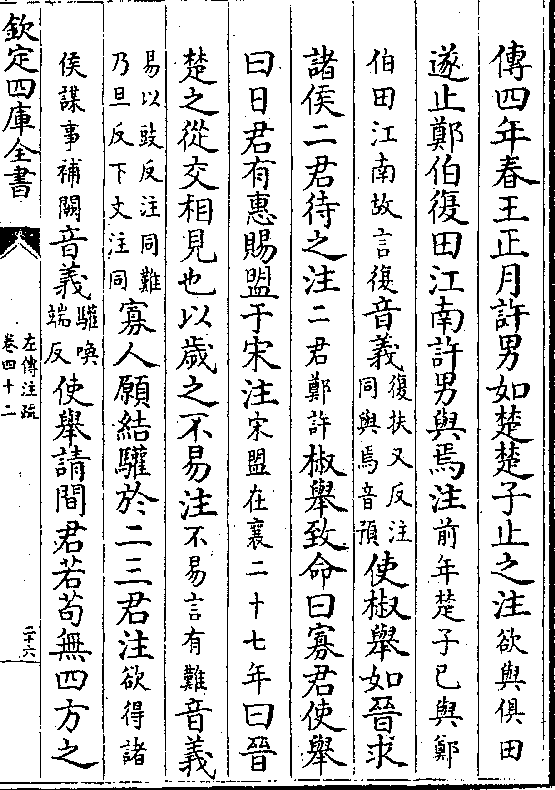 傳四年春王正月許男如楚楚子止之注欲與俱田
遂止鄭伯復田江南許男與焉注前年楚子已與鄭
伯田江南故言復音義復扶又反注同與焉音預使椒舉如晉求
諸侯二君待之注二君鄭許椒舉致命曰寡君使舉
曰日君有惠賜盟于宋注宋盟在襄二十七年曰晉
楚之從交相見也以歲之不易注不易言有難音義
易以豉反注同難乃旦反下文注同寡人願結驩於二三君注欲得諸
侯謀事補闕音義驩喚端反使舉請間君若苟無四方之
欽定四庫全書
左傳注疏
卷四十二
二十六